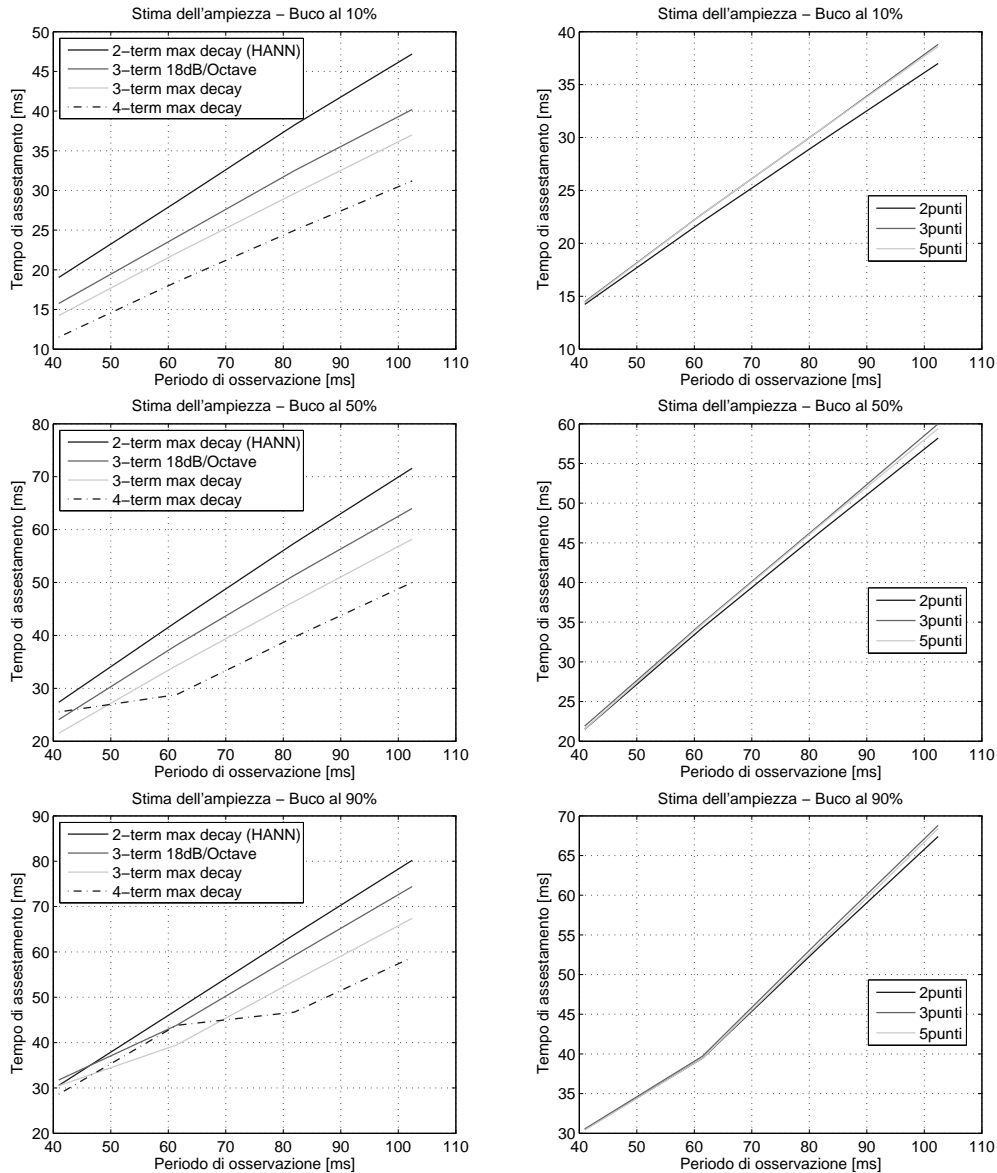 Stima dell'ampiezza − Buco al 10%
50
45
40
35
30
25
20
15
10
Tempo di assestamento [ms]
2−term max decay (HANN)
3−term 18dB/Octave
3−term max decay
4−term max decay
40 50 60 70 80 90 100 110
Periodo di osservazione [ms]
Stima dell'ampiezza − Buco al 10%
40
35
30
25
20
15
10
Tempo di assestamento [ms]
2punti
3punti
5punti
40 50 60 70 80 90 100 110
Periodo di osservazione [ms]
Stima dell'ampiezza − Buco al 50%
80
70
60
50
40
30
20
Tempo di assestamento [ms]
2−term max decay (HANN)
3−term 18dB/Octave
3−term max decay
4−term max decay
40 50 60 70 80 90 100 110
Periodo di osservazione [ms]
Stima dell'ampiezza − Buco al 50%
60
55
50
45
40
35
30
25
20
Tempo di assestamento [ms]
2punti
3punti
5punti
40 50 60 70 80 90 100 110
Periodo di osservazione [ms]
Stima dell'ampiezza − Buco al 90%
90
80
70
60
50
40
30
20
Tempo di assestamento [ms]
2−term max decay (HANN)
3−term 18dB/Octave
3−term max decay
4−term max decay
40 50 60 70 80 90 100 110
Periodo di osservazione [ms]
Stima dell'ampiezza − Buco al 90%
70
65
60
55
50
45
40
35
30
Tempo di assestamento [ms]
2punti
3punti
5punti
40 50 60 70 80 90 100 110
Periodo di osservazione [ms]